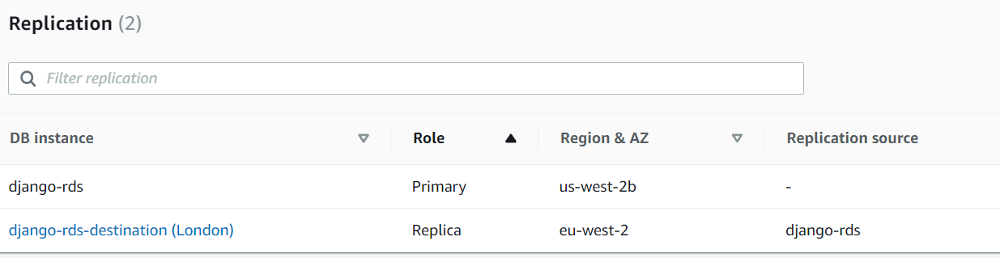 Replication (2)
Filter replication
DB instance Role Region & AZ Replication source
django-rds Primary us-west-2b -
django-rds-destination (London) Replica eu-west-2 django-rds